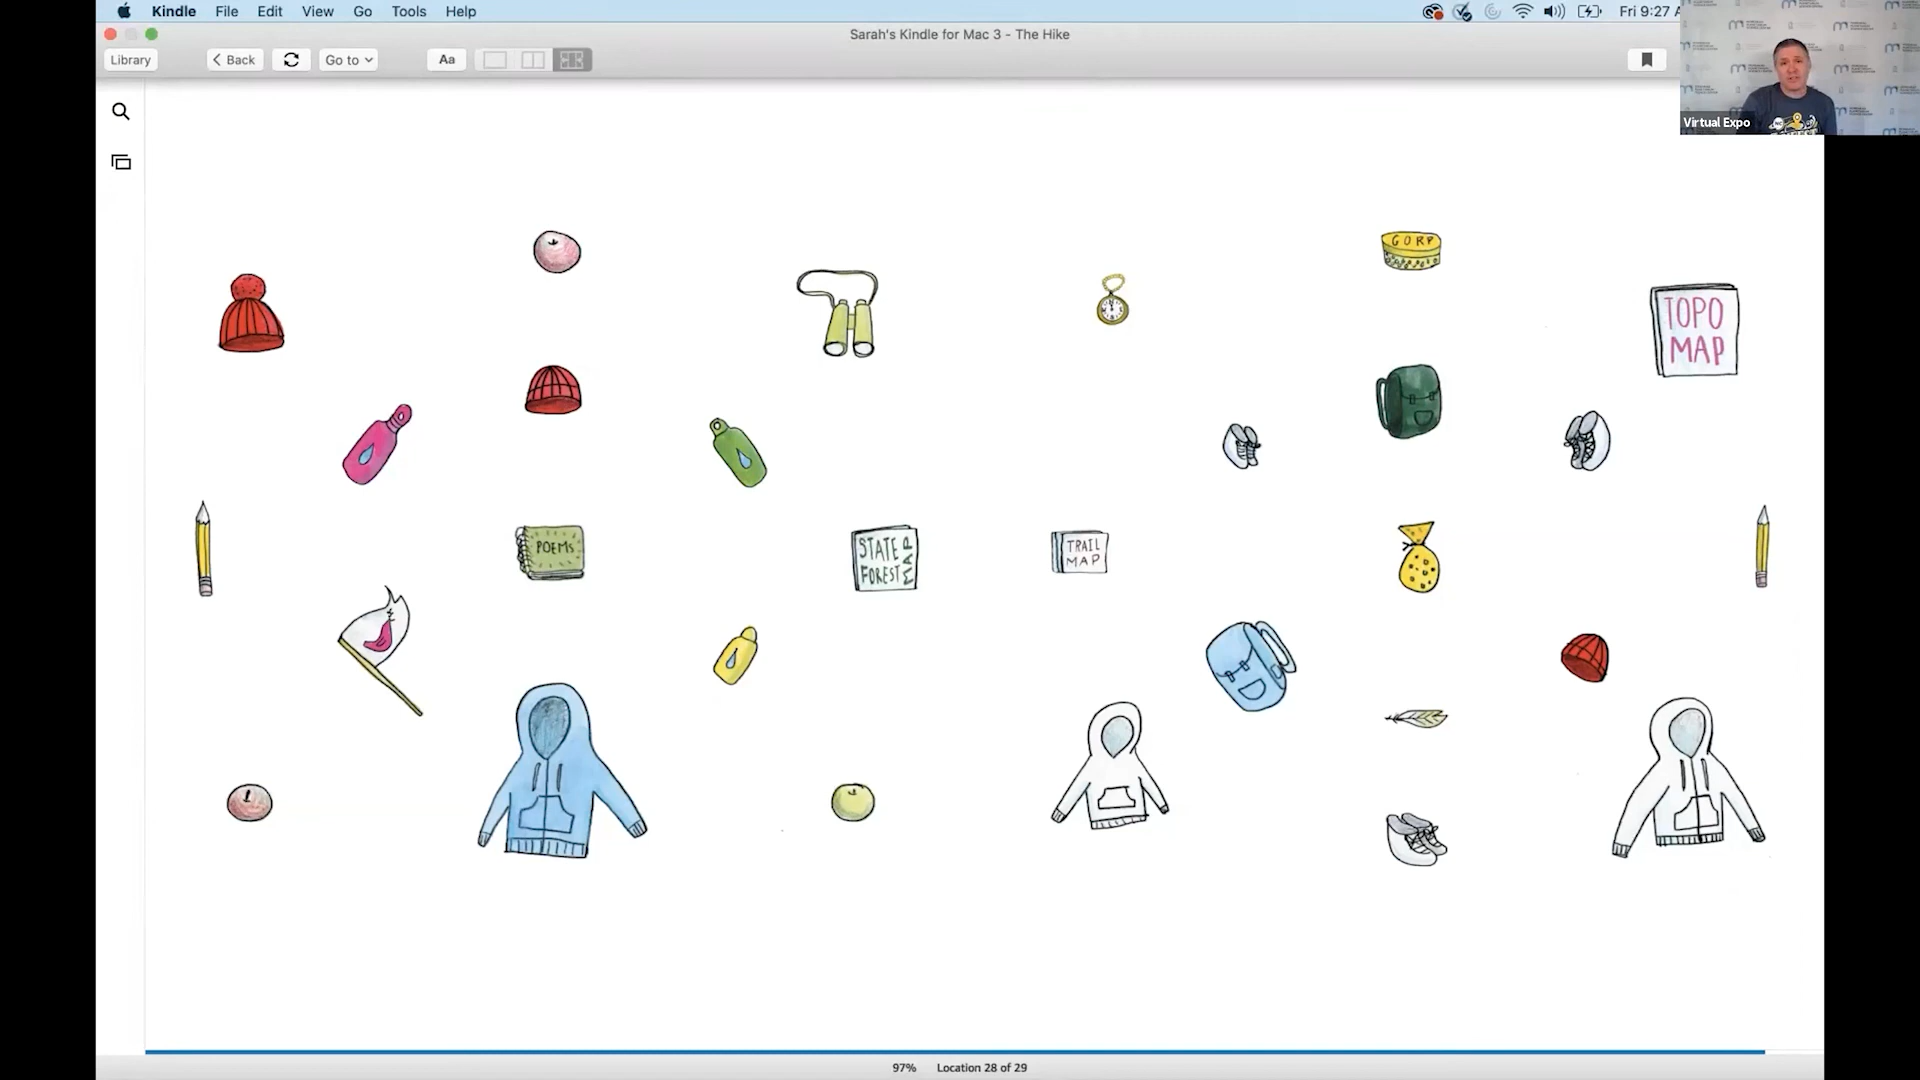 Kindle File Edit View Go Tools Help
Fri 9:27 A
Sarah's Kindle for Mac 3 - The Hike
Library
Back
Go to
Aa
Virtual Expo
GORP
TOPO
MAP
POEMS
STATE
FOREST
MAP
TRAIL
MAP
97% Location 28 of 29